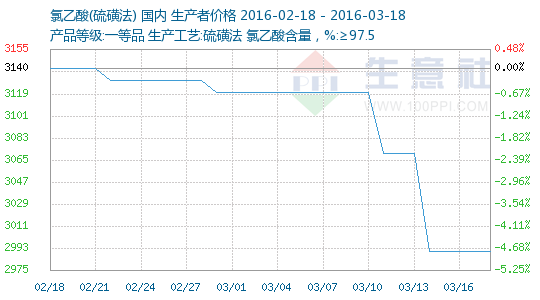 氯乙酸(硫磺法) 国内 生产者价格 2016-02-18 - 2016-03-18
产品等级:一等品 生产工艺:硫磺法 氯乙酸含量，%:≥97.5
3155 0.48%
3140 0.00%
3119 -0.67%
3101 -1.24%
3083 -1.82%
3065 -2.39%
3047 -2.96%
3029 -3.54%
3011 -4.11%
2993 -4.68%
2975 -5.25%
生意社
WWW.100PPI.COM
02/18 02/21 02/24 02/27 03/01 03/04 03/07 03/10 03/13 03/16